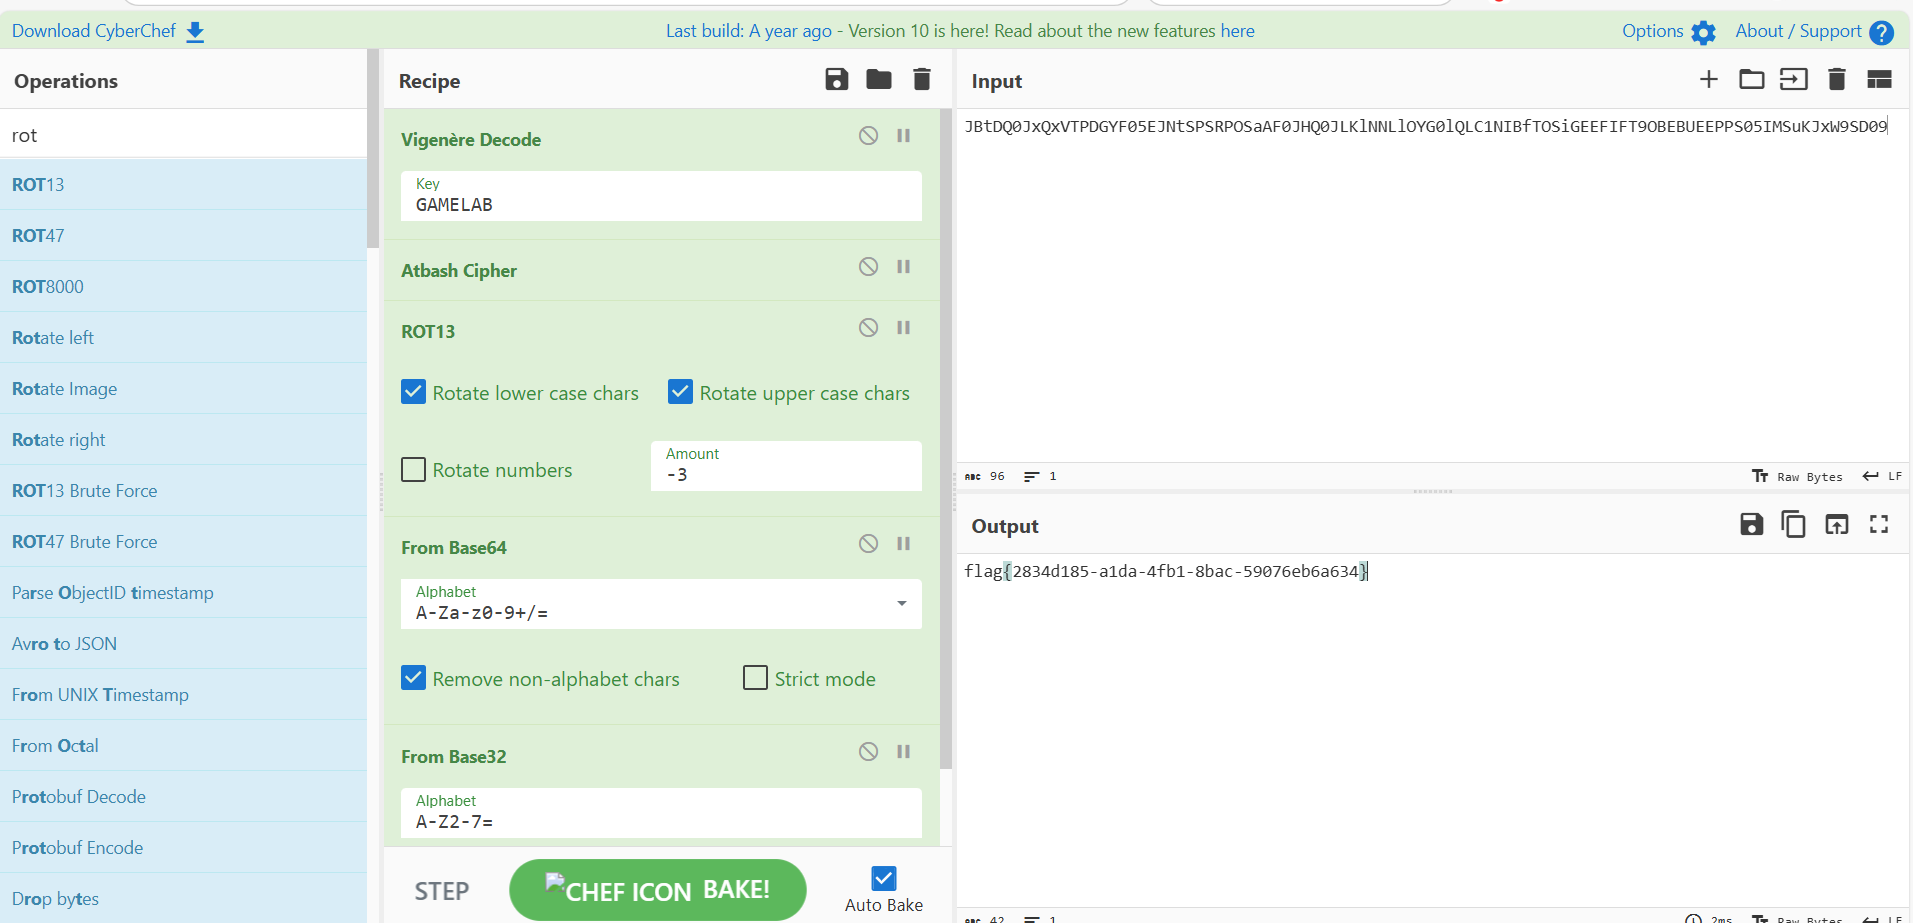 Download CyberChef
Last build: A year ago - Version 10 is here! Read about the new features here
Options
About / Support
Operations
rot
ROT13
ROT47
ROT8000
Rotate left
Rotate Image
Rotate right
ROT13 Brute Force
ROT47 Brute Force
Parse ObjectID timestamp
Avro to JSON
From UNIX Timestamp
From Octal
Protobuf Decode
Protobuf Encode
Drop bytes
Recipe
Vigenère Decode
Key
GAMELAB
Atbash Cipher
ROT13
Rotate lower case chars
Rotate upper case chars
Rotate numbers
Amount
-3
From Base64
Alphabet
A-Za-z0-9+/=
Remove non-alphabet chars
Strict mode
From Base32
Alphabet
A-Z2-7=
STEP
CHEF ICON BAKE!
Auto Bake
Input
JBtDQ0JxQxVTPDGYF05EJNtSPSRPOSaAF0JHQ0JLKlNNLlOYG0lQLC1NIBfTOSiGEEFIFT9OBEBUEEPPS05IMSuKJxW9SD09
ABC 96
1
Raw Bytes
LF
Output
flag{2834d185-a1da-4fb1-8bac-59076eb6a634}
ABC 42
1
2ms
Raw Bytes
LF